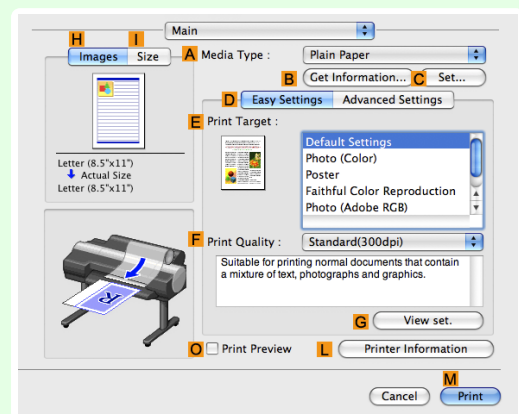 Main
H
I
Images
Size
A
Media Type :
Plain Paper
B
Get Information...
C
Set...
D
Easy Settings
Advanced Settings
E
Print Target :
Default Settings
Photo (Color)
Poster
Faithful Color Reproduction
Photo (Adobe RGB)
Letter (8.5"x11")
Actual Size
Letter (8.5"x11")
R
F
Print Quality :
Standard(300dpi)
Suitable for printing normal documents that contain
a mixture of text, photographs and graphics.
G
View set.
O
Print Preview
L
Printer Information
M
Cancel
Print